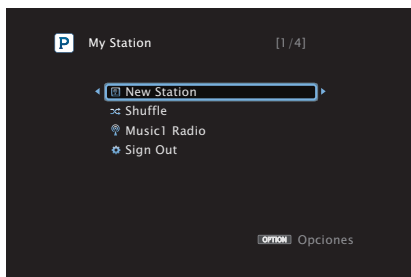 P My Station [1/4]
New Station
Shuffle
Music1 Radio
Sign Out
OPTION Opciones